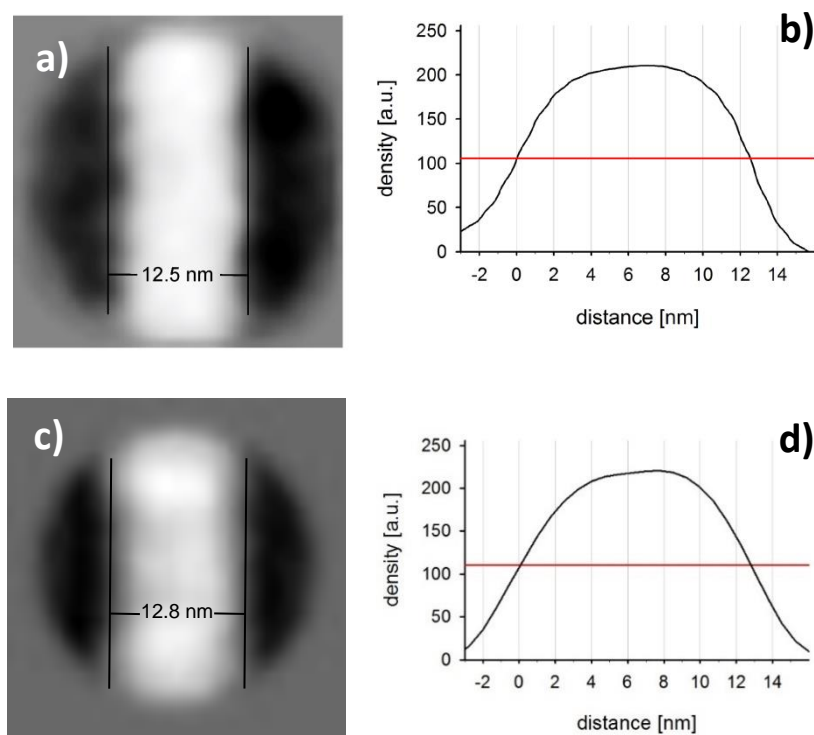 a)
12.5 nm
b)
250
200
150
100
50
0
density [a.u.]
-2 0 2 4 6 8 10 12 14
distance [nm]
c)
12.8 nm
d)
250
200
150
100
50
0
density [a.u.]
-2 0 2 4 6 8 10 12 14
distance [nm]